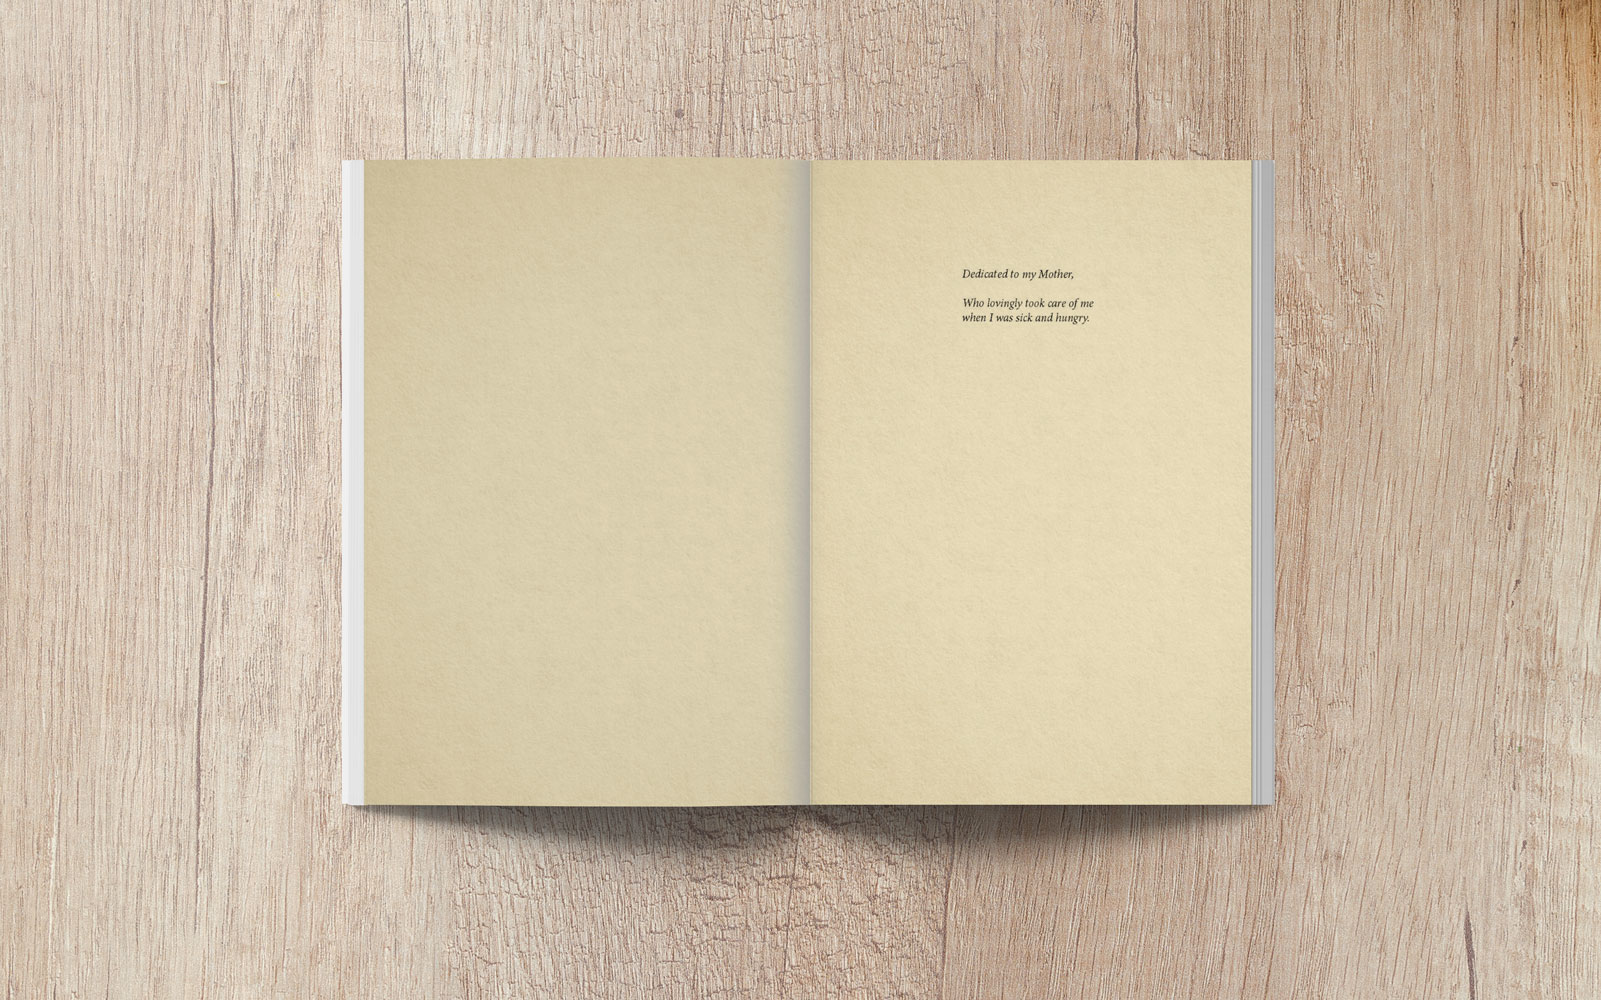 Dedicated to my Mother,
Who lovingly took care of me
when I was sick and hungry.